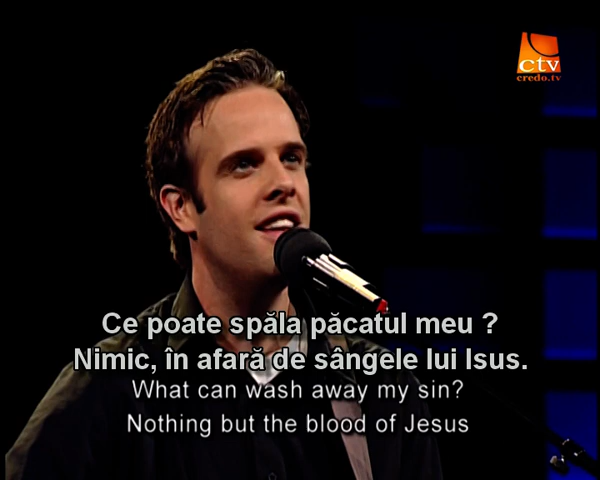 ctv
credo.tv
Ce poate spăla păcatul meu ?
Nimic, în afară de sângele lui Isus.
What can wash away my sin?
Nothing but the blood of Jesus